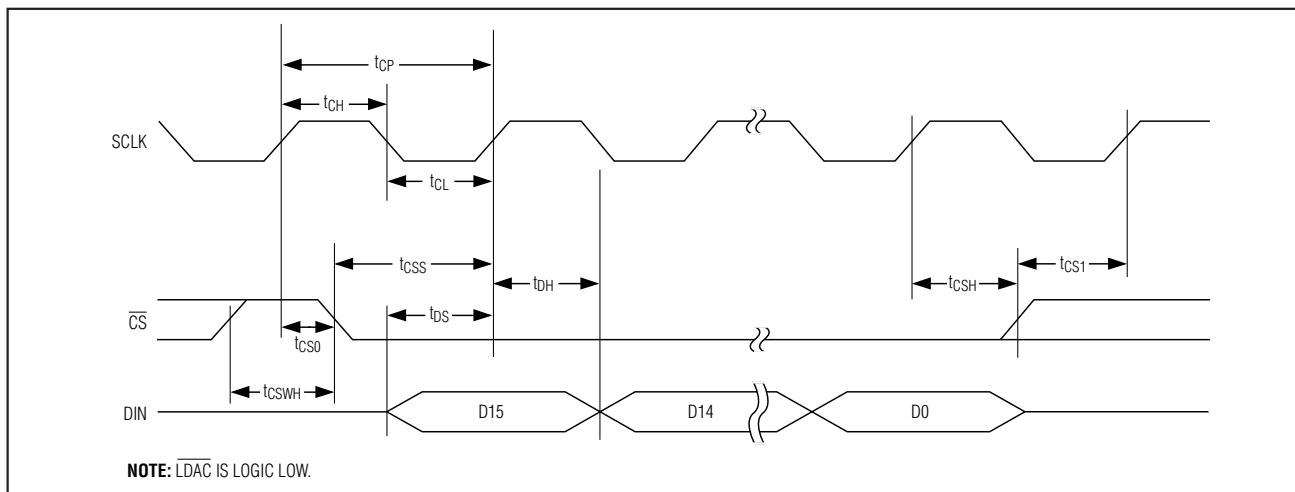 tCP
tCH
SCLK
tCL
tCSS
tDH
tCSH
tCS1
CS
tDS
tCS0
tCSWH
DIN
D15
D14
D0
NOTE: LDAC IS LOGIC LOW.